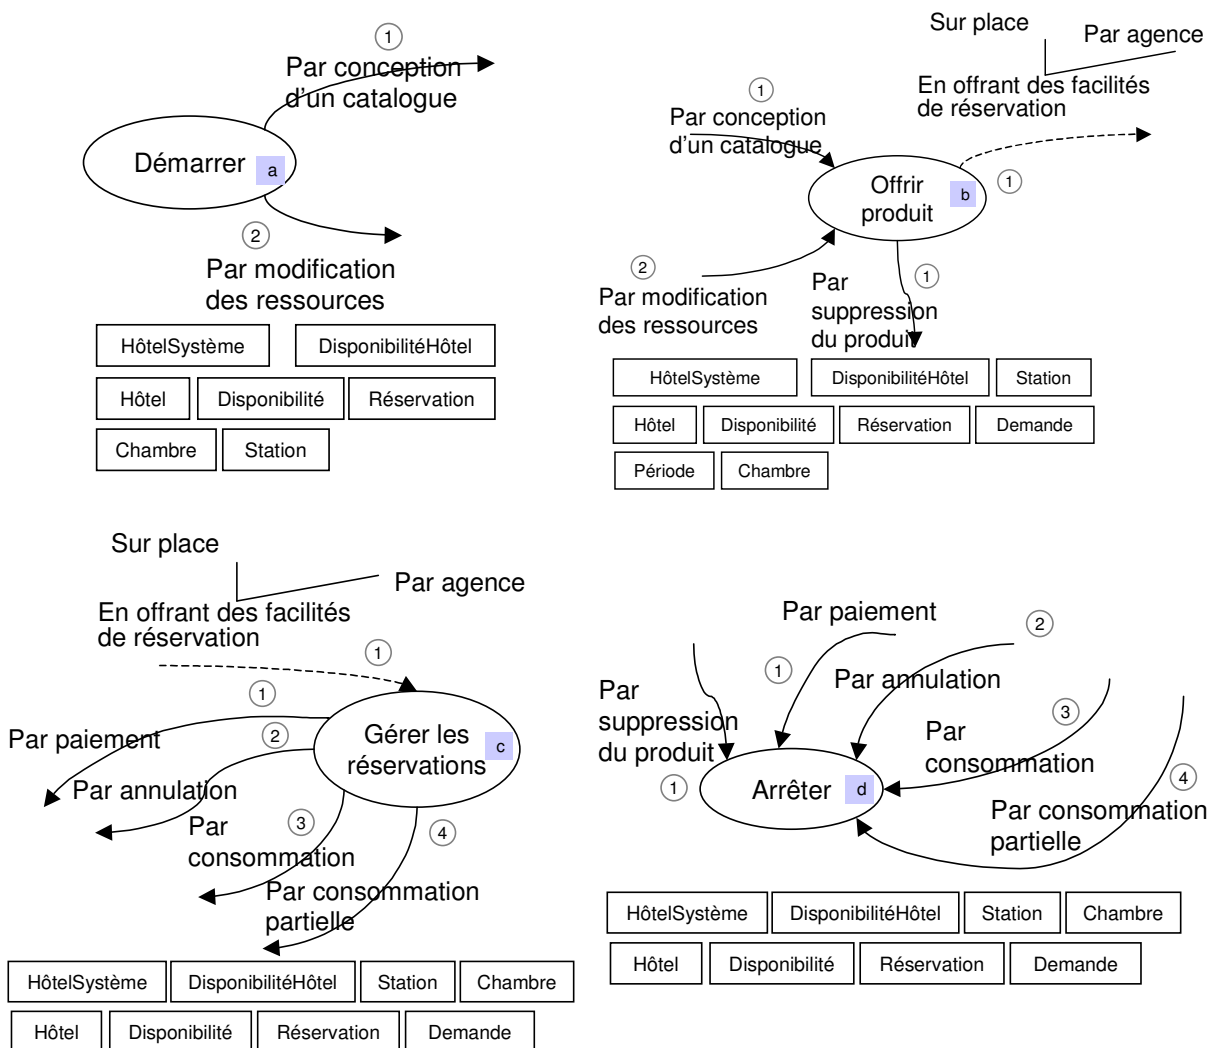 1
Par conception
d'un catalogue
Démarrer
a
2
Par modification
des ressources
HôtelSystème
DisponibilitéHôtel
Hôtel
Disponibilité
Réservation
Chambre
Station
Sur place
Par agence
En offrant des facilités
de réservation
1
Par conception
d'un catalogue
Offrir
produit
b
1
2
Par modification
des ressources
1
Par
suppression
du produit
HôtelSystème
DisponibilitéHôtel
Station
Hôtel
Disponibilité
Réservation
Demande
Période
Chambre
Sur place
Par agence
En offrant des facilités
de réservation
1
1
Par paiement
2
Gérer les
réservations
c
Par annulation
3
Par
consommation
4
Par consommation
partielle
HôtelSystème
DisponibilitéHôtel
Station
Chambre
Hôtel
Disponibilité
Réservation
Demande
Par paiement
2
1
Par annulation
Par
suppression
du produit
3
Par
consommation
1
Arrêter
d
4
Par consommation
partielle
HôtelSystème
DisponibilitéHôtel
Station
Chambre
Hôtel
Disponibilité
Réservation
Demande